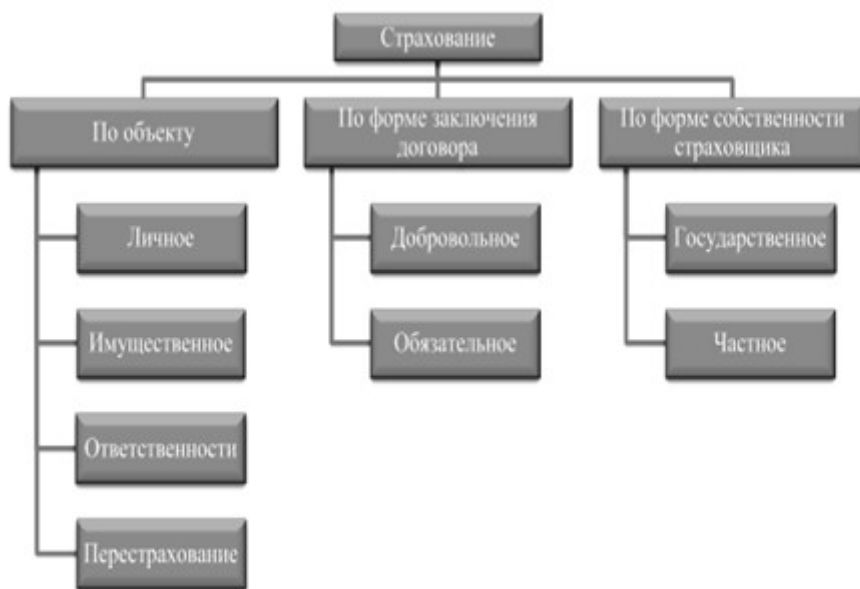 Страхование
По объекту
Личное
Имущественное
Ответственности
Перестрахование
По форме заключения
договора
Добровольное
Обязательное
По форме собственности
страховщика
Государственное
Частное